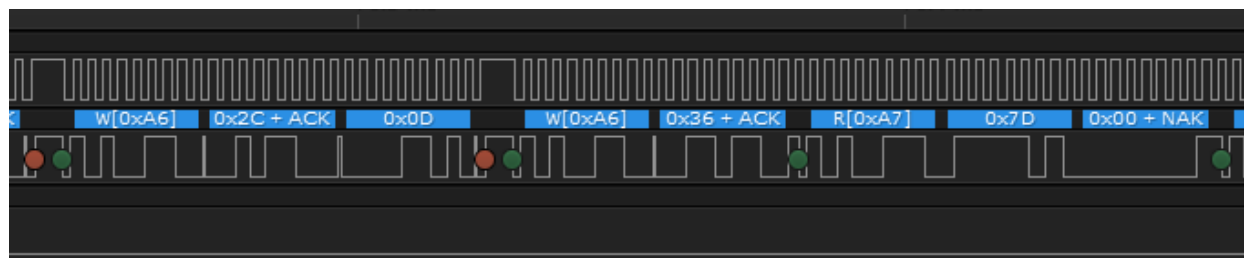 K W[0xA6] 0x2C + ACK 0x0D W[0xA6] 0x36 + ACK R[0xA7] 0x7D 0x00 + NAK